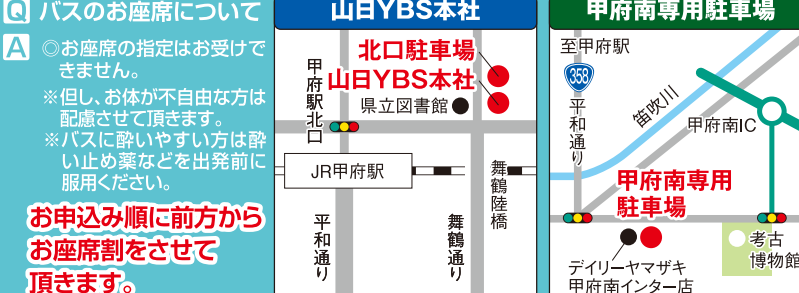 Q バスのお座席について
A ◎お座席の指定はお受けで
きません。
※但し、お体が不自由な方は
配慮させて頂きます。
※バスに酔いやすい方は酔
い止め薬などを出発前に
服用ください。
お申込み順に前方から
お座席割をさせて
頂きます。
山日YBS本社
北口駐車場
山日YBS本社
県立図書館
甲府駅北口
JR甲府駅
舞鶴陸橋
平和通り
舞鶴通り
甲府南専用駐車場
至甲府駅
358
平和通り
笛吹川
甲府南IC
甲府南専用
駐車場
デイリーヤマザキ
甲府南インター店
考古
博物館